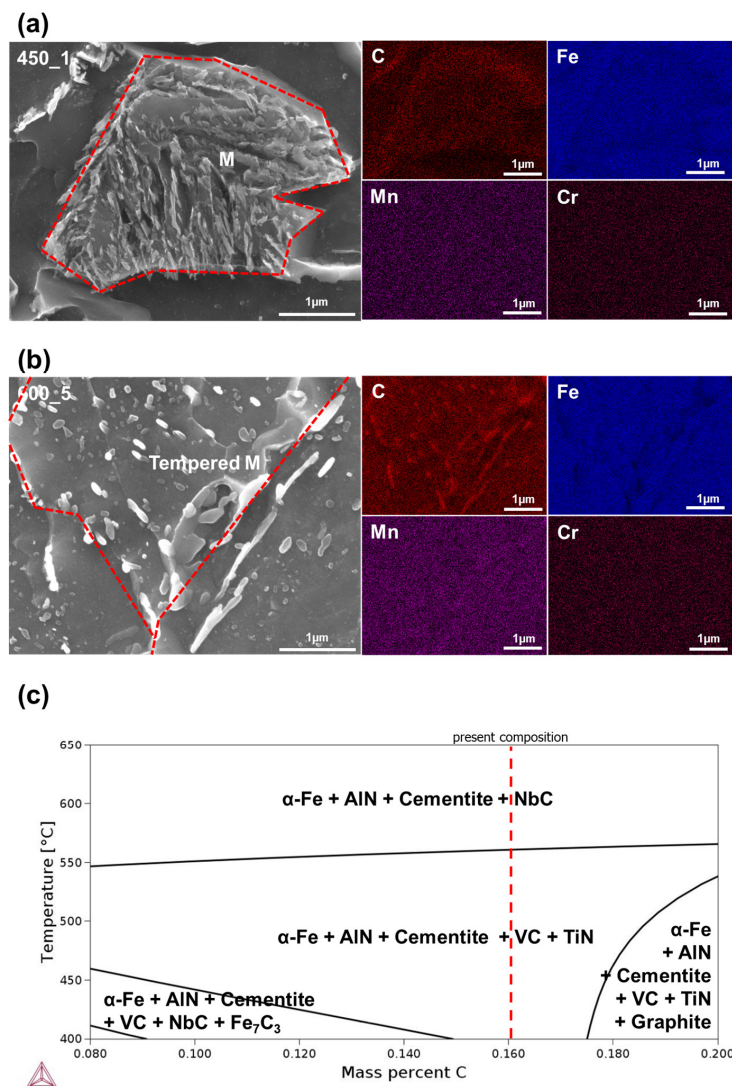 (a)
450_1
M
1μm
C
1μm
Fe
1μm
Mn
1μm
Cr
1μm
(b)
Tempered M
1μm
C
1μm
Fe
1μm
Mn
1μm
Cr
1μm
(c)
present composition
Temperature [°C]
650
600
550
500
450
400
α-Fe + AlN + Cementite + NbC
α-Fe + AlN + Cementite + VC + TiN
α-Fe
+ AlN
+ Cementite
+ VC + TiN
+ Graphite
α-Fe + AlN + Cementite
+ VC + NbC + Fe₇C₃
0.080
0.100
0.120
0.140
0.160
0.180
0.200
Mass percent C